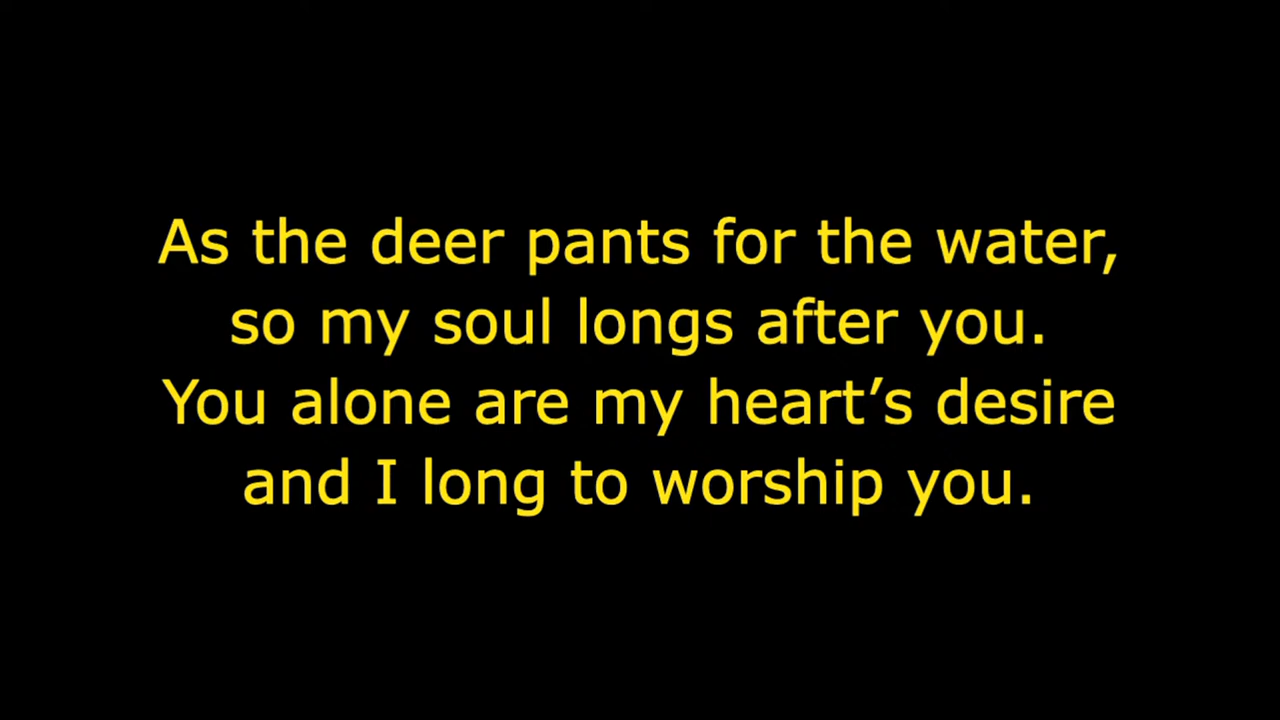 As the deer pants for the water,
so my soul longs after you.
You alone are my heart’s desire
and I long to worship you.